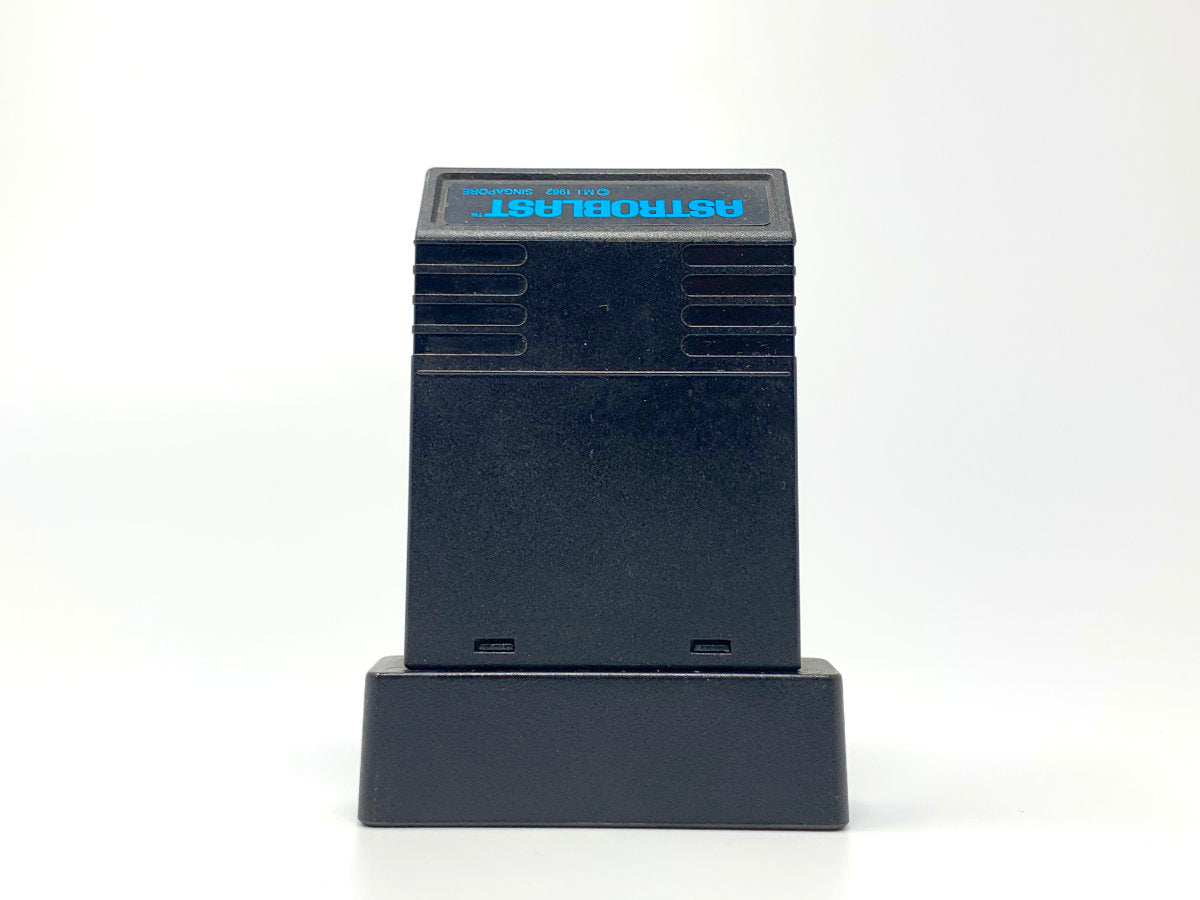 ASTROBLAST™
© M.I. 1982 SINGAPORE